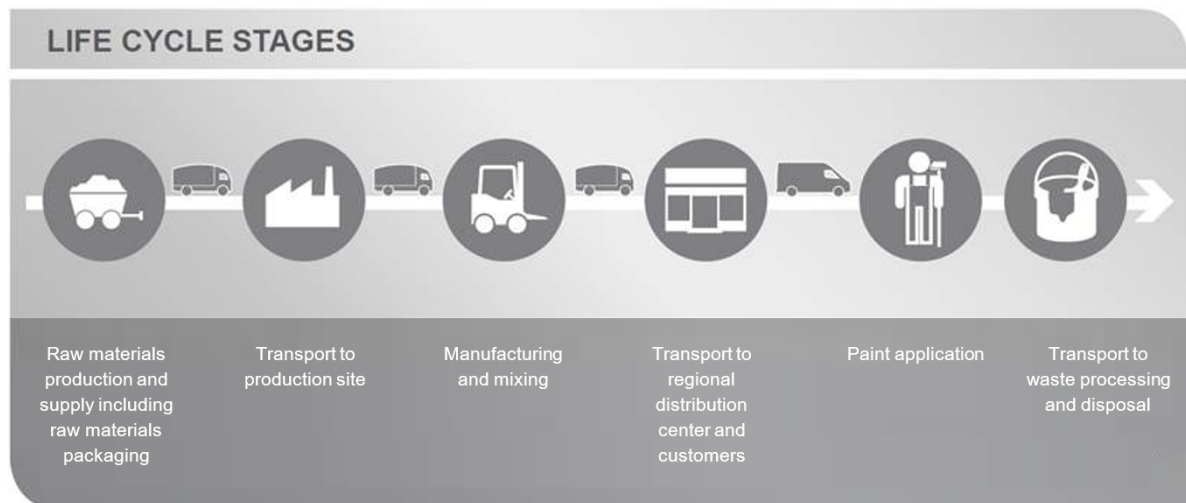 LIFE CYCLE STAGES
Raw materials
production and
supply including
raw materials
packaging
Transport to
production site
Manufacturing
and mixing
Transport to
regional
distribution
center and
customers
Paint application
Transport to
waste processing
and disposal